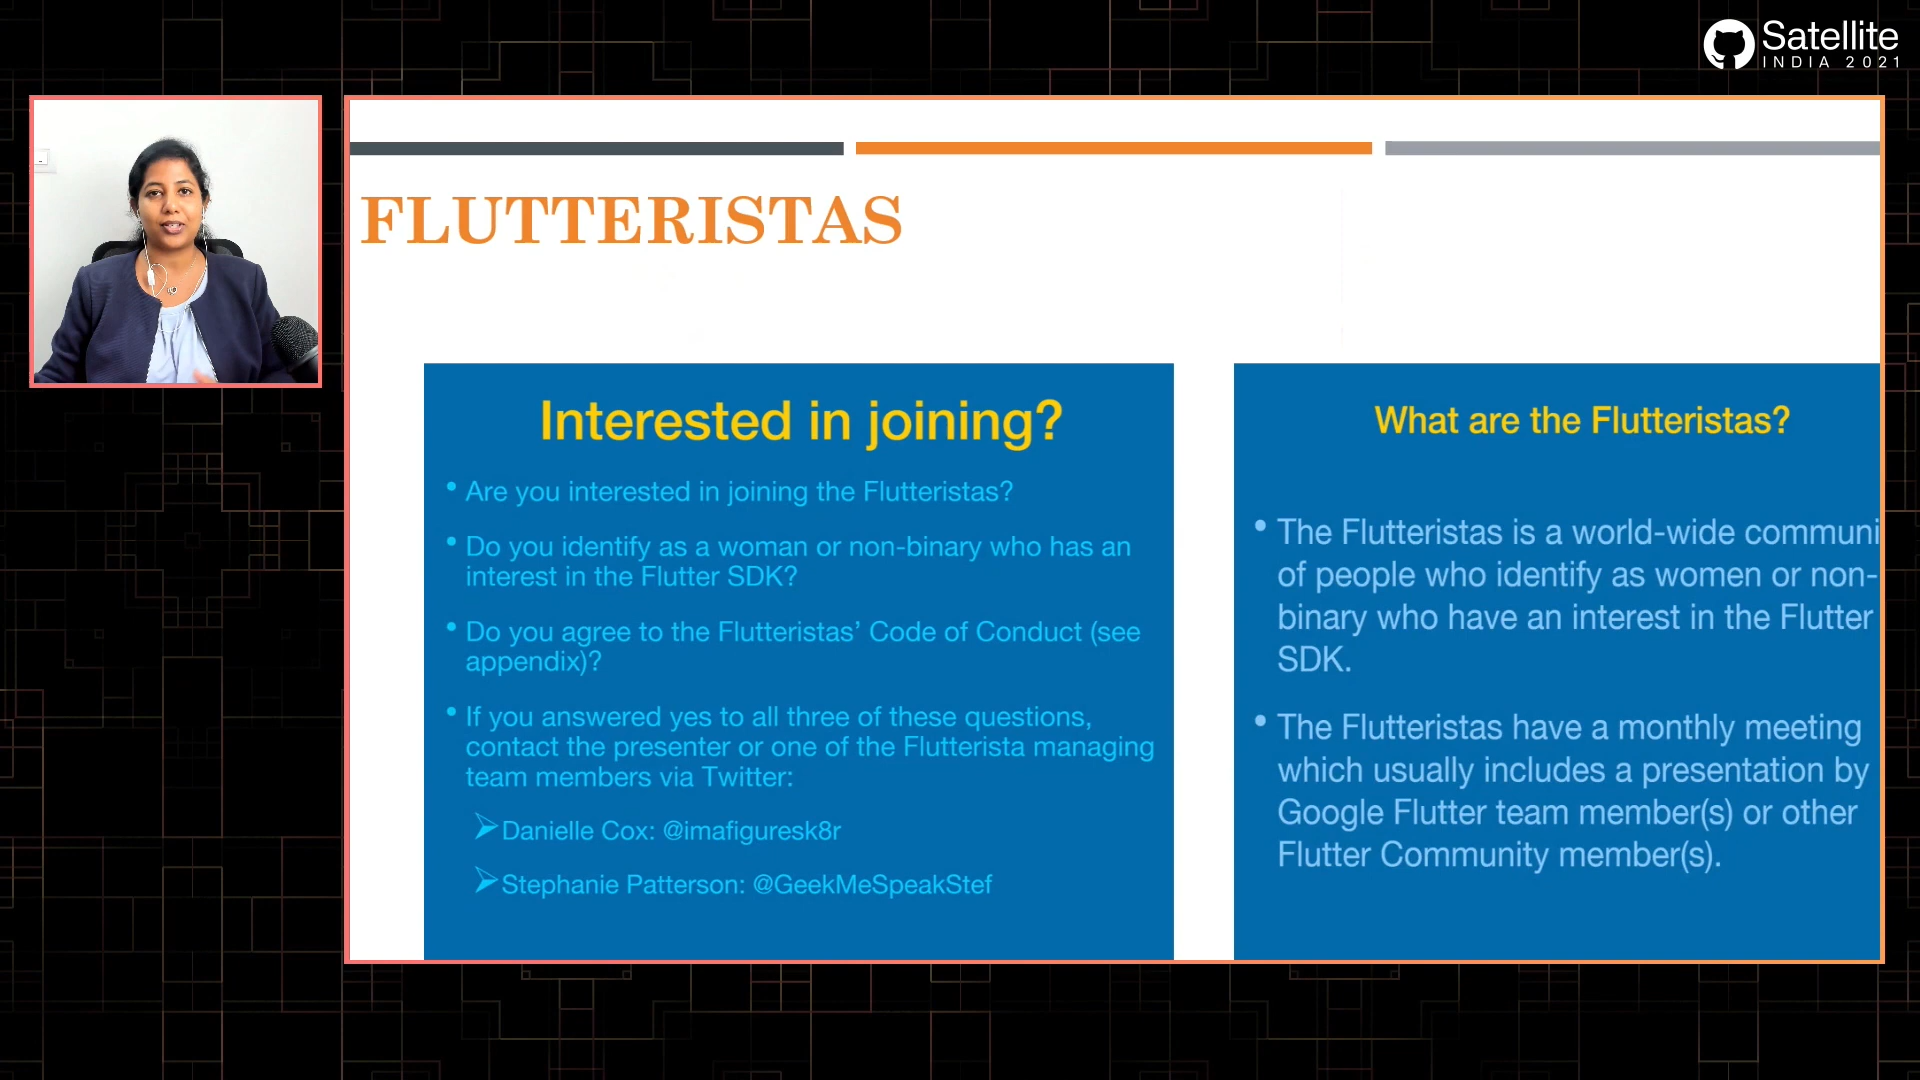 Satellite
INDIA 2021
FLUTTERISTAS
Interested in joining?
• Are you interested in joining the Flutteristas?
• Do you identify as a woman or non-binary who has an
interest in the Flutter SDK?
• Do you agree to the Flutteristas’ Code of Conduct (see
appendix)?
• If you answered yes to all three of these questions,
contact the presenter or one of the Flutterista managing
team members via Twitter:
➢Danielle Cox: @imafiguresk8r
➢Stephanie Patterson: @GeekMeSpeakStef
What are the Flutteristas?
• The Flutteristas is a world-wide communi
of people who identify as women or non-
binary who have an interest in the Flutter
SDK.
• The Flutteristas have a monthly meeting
which usually includes a presentation by
Google Flutter team member(s) or other
Flutter Community member(s).